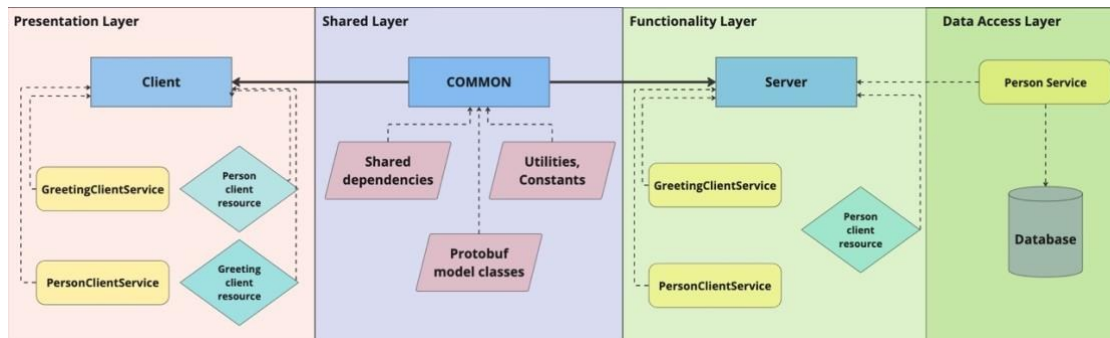 Presentation Layer
Shared Layer
Functionality Layer
Data Access Layer
Client
COMMON
Server
Person Service
Shared
dependencies
Utilities,
Constants
GreetingClientService
Person
client
resource
GreetingClientService
Person
client
resource
Protobuf
model classes
Database
PersonClientService
Greeting
client
resource
PersonClientService